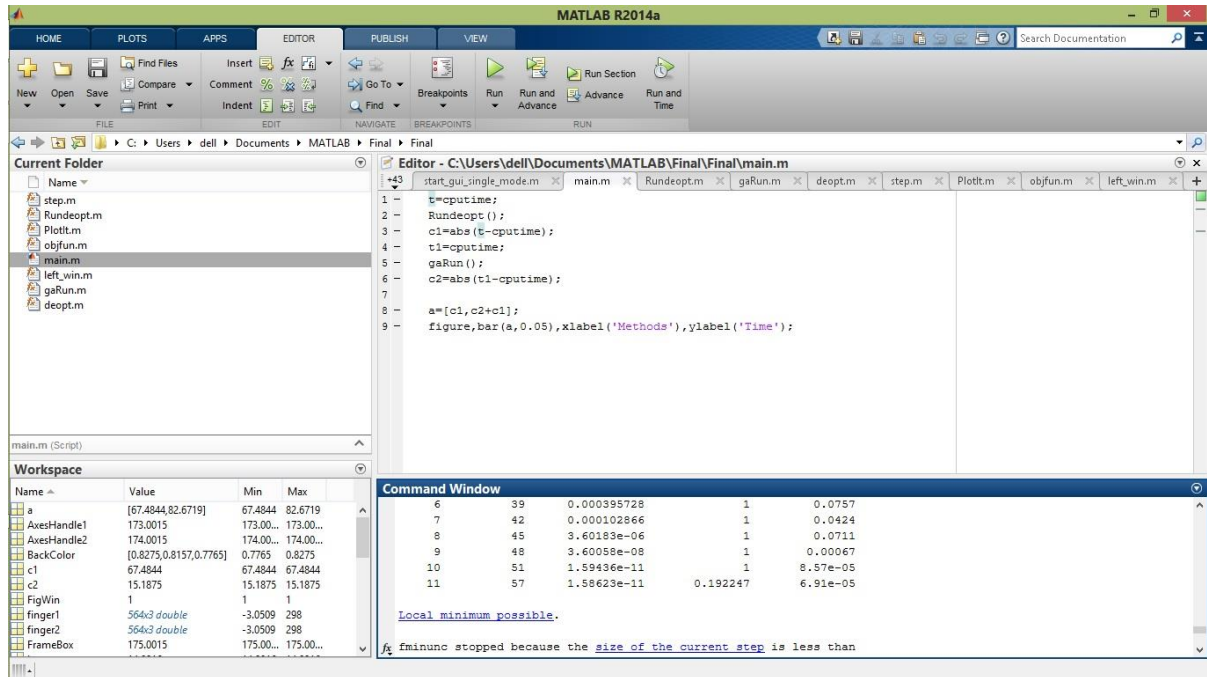 MATLAB R2014a
HOME PLOTS APPS EDITOR PUBLISH VIEW Search Documentation
New Open Save Find Files Compare Print Insert Comment Indent fx Go To Find Breakpoints Run Run and Advance Run Section Advance Run and Time
FILE EDIT NAVIGATE BREAKPOINTS RUN
C: Users dell Documents MATLAB Final Final
Current Folder
Name
step.m
Rundeopt.m
PlotIt.m
objfun.m
main.m
left_win.m
gaRun.m
deopt.m
main.m (Script)
Workspace
Name Value Min Max
a [67.4844,82.6719] 67.4844 82.6719
AxesHandle1 173.0015 173.00... 173.00...
AxesHandle2 174.0015 174.00... 174.00...
BackColor [0.8275,0.8157,0.7765] 0.7765 0.8275
c1 67.4844 67.4844 67.4844
c2 15.1875 15.1875 15.1875
FigWin 1 1 1
finger1 564x3 double -3.0509 298
finger2 564x3 double -3.0509 298
FrameBox 175.0015 175.00... 175.00...
Editor - C:\Users\dell\Documents\MATLAB\Final\Final\main.m
+43 start_gui_single_mode.m main.m Rundeopt.m gaRun.m deopt.m step.m PlotIt.m objfun.m left_win.m +
1 - t=cputime;
2 - Rundeopt();
3 - c1=abs(t-cputime);
4 - t1=cputime;
5 - gaRun();
6 - c2=abs(t1-cputime);
7
8 - a=[c1,c2+c1];
9 - figure,bar(a,0.05),xlabel('Methods'),ylabel('Time');
Command Window
6 39 0.000395728 1 0.0757
7 42 0.000102866 1 0.0424
8 45 3.60183e-06 1 0.0711
9 48 3.60058e-08 1 0.00067
10 51 1.59436e-11 1 8.57e-05
11 57 1.58623e-11 0.192247 6.91e-05
Local minimum possible.
fx fminunc stopped because the size of the current step is less than